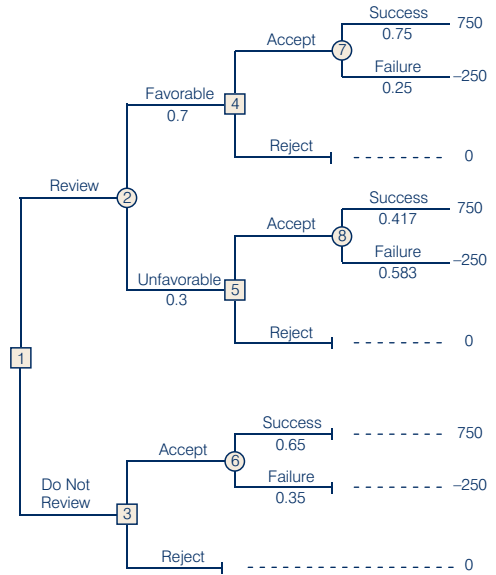 Success
750
0.75
Accept
7
Failure
-250
0.25
Favorable
4
0.7
Reject
0
Review
2
Success
750
0.417
Accept
8
Failure
-250
0.583
Unfavorable
5
0.3
Reject
0
1
Success
750
0.65
Accept
6
Failure
-250
0.35
Do Not
Review
3
Reject
0